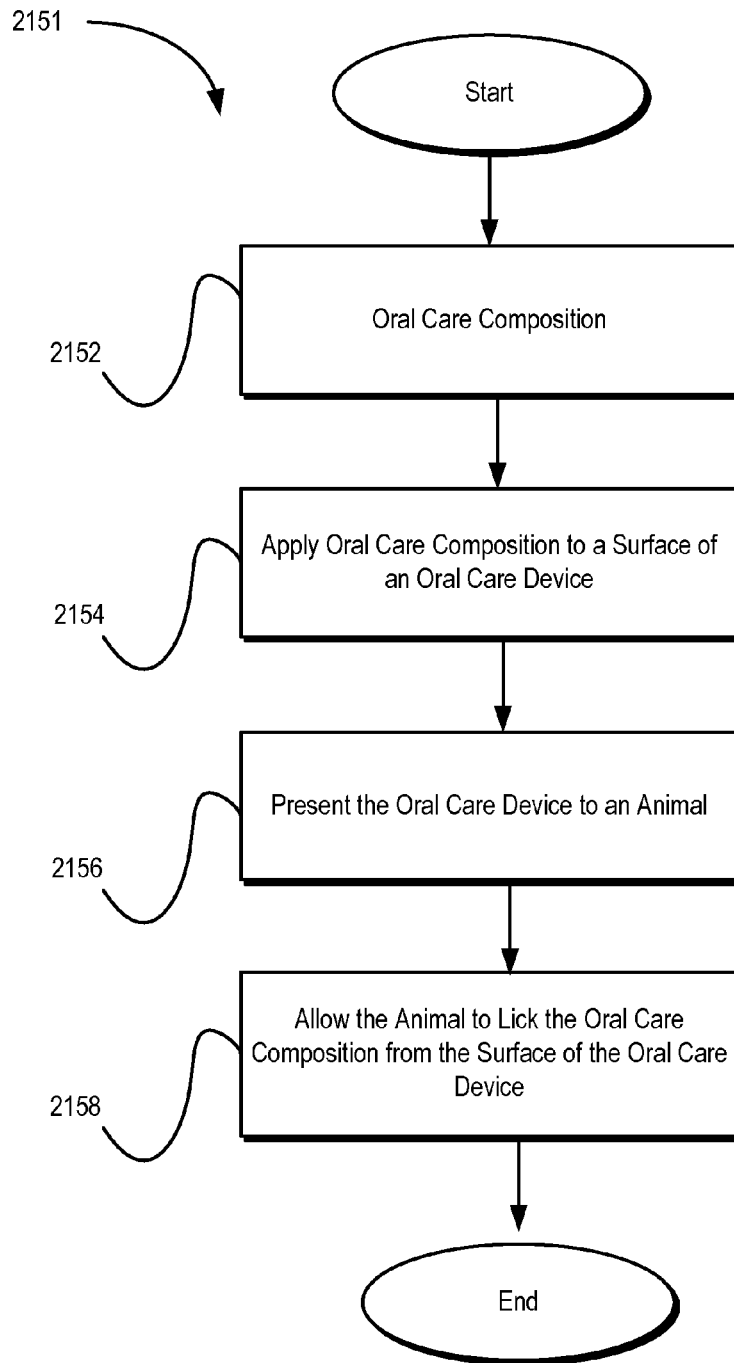 2151
Start
Oral Care Composition
2152
Apply Oral Care Composition to a Surface of
an Oral Care Device
2154
Present the Oral Care Device to an Animal
2156
Allow the Animal to Lick the Oral Care
Composition from the Surface of the Oral Care
Device
2158
End